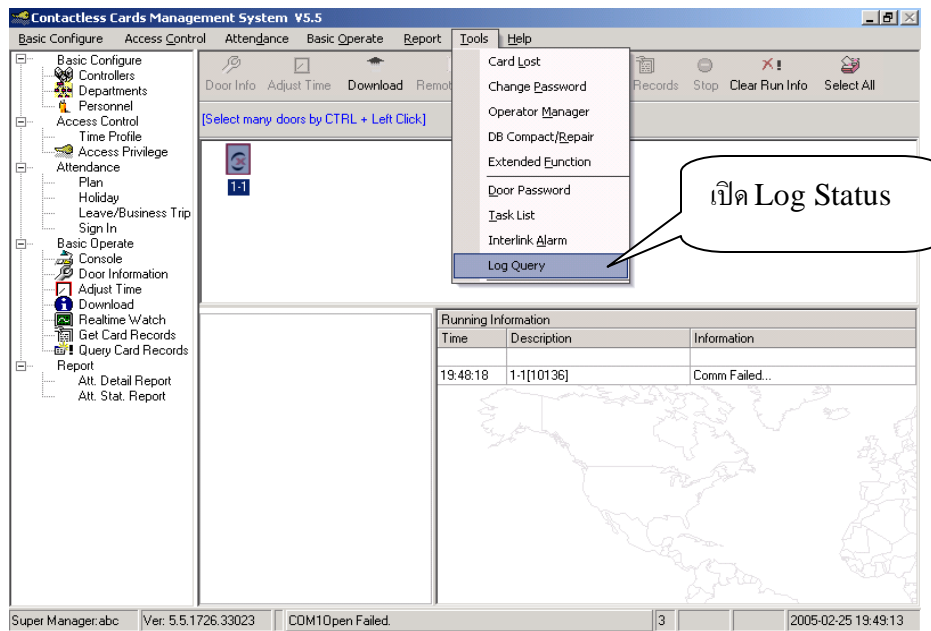 Contactless Cards Management System V5.5
Basic Configure Access Control Attendance Basic Operate Report Tools Help
Door Info Adjust Time Download Remot Records Stop Clear Run Info Select All
[Select many doors by CTRL + Left Click]
Card Lost
Change Password
Operator Manager
DB Compact/Repair
Extended Function
Door Password
Task List
Interlink Alarm
Log Query
เปิด Log Status
Basic Configure
Controllers
Departments
Personnel
Access Control
Time Profile
Access Privilege
Attendance
Plan
Holiday
Leave/Business Trip
Sign In
Basic Operate
Console
Door Information
Adjust Time
Download
Realtime Watch
Get Card Records
Query Card Records
Report
Att. Detail Report
Att. Stat. Report
1-1
Running Information
Time Description Information
19:48:18 1-1[10136] Comm Failed...
Super Manager:abc Ver: 5.5.1726.33023 COM1Open Failed. 3 2005-02-25 19:49:13